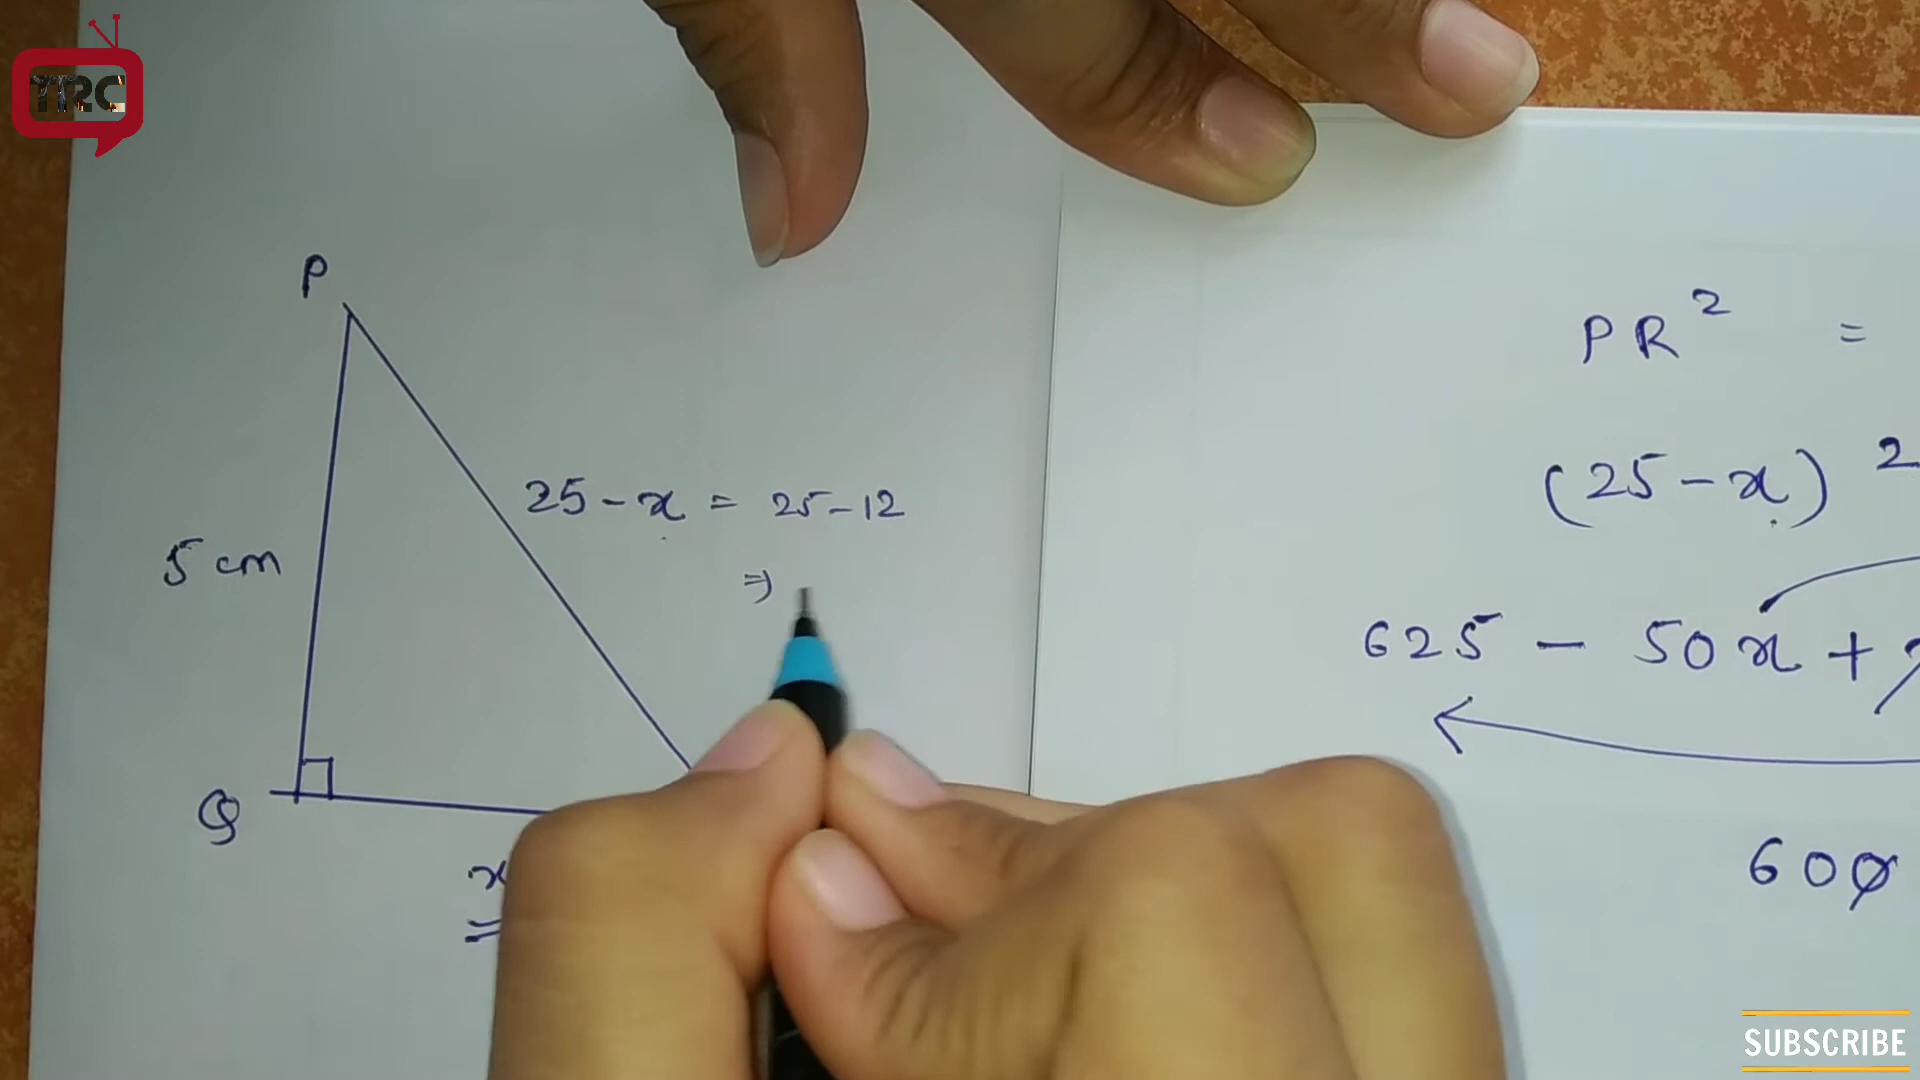 TRC
P
PR² =
25 - x = 25 - 12
(25 - x)²
5 cm
⇒
625 - 50x +
Q
x
600
SUBSCRIBE